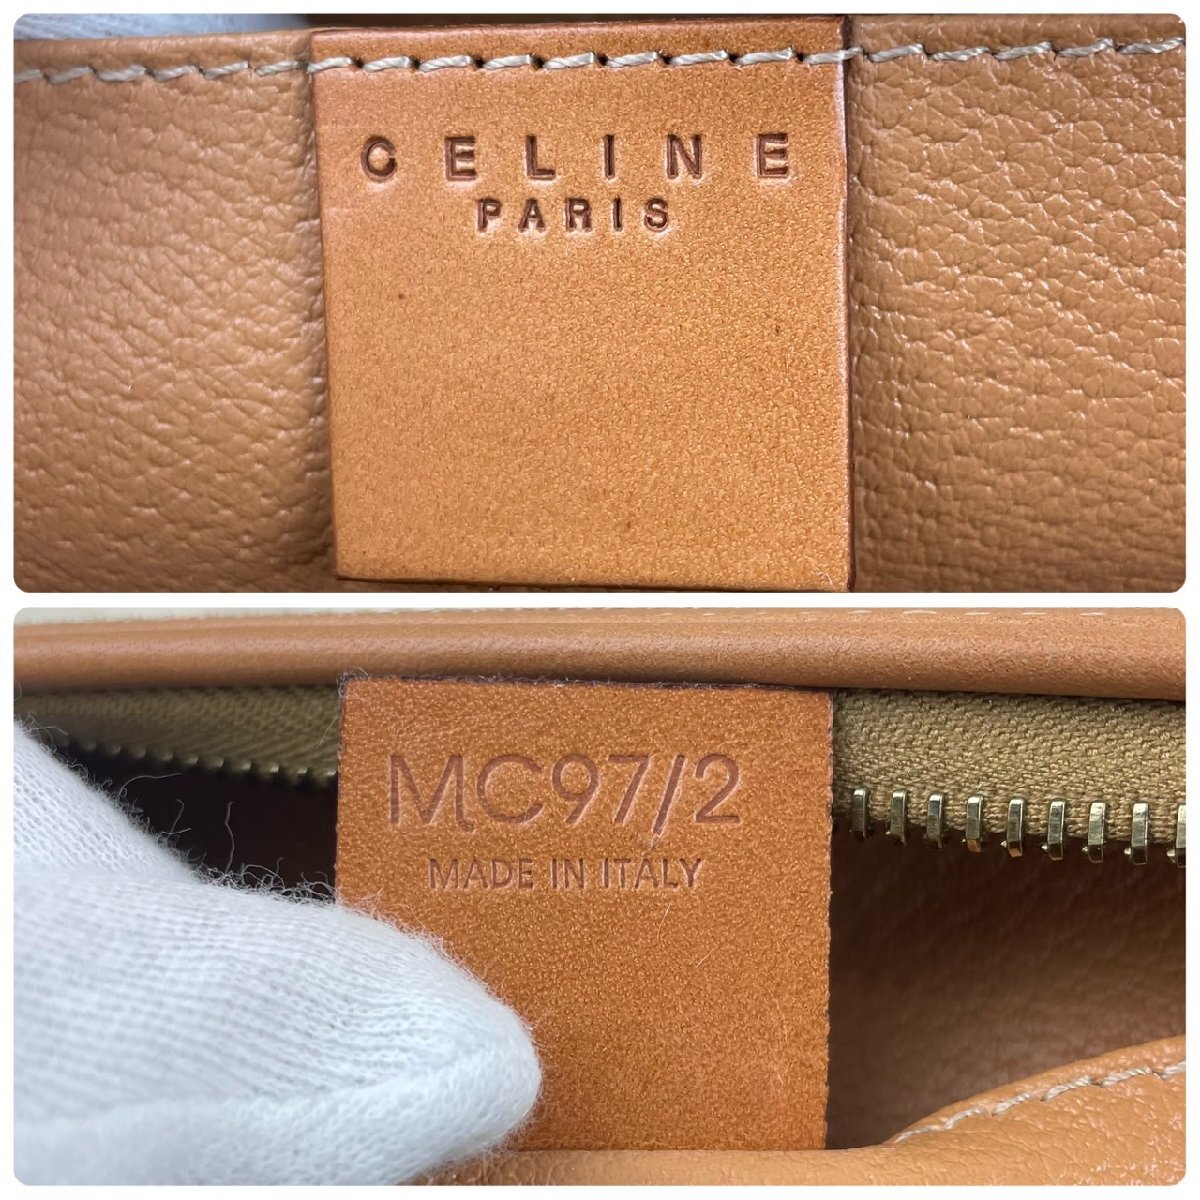 CELINE
PARIS
MC97/2
MADE IN ITALY